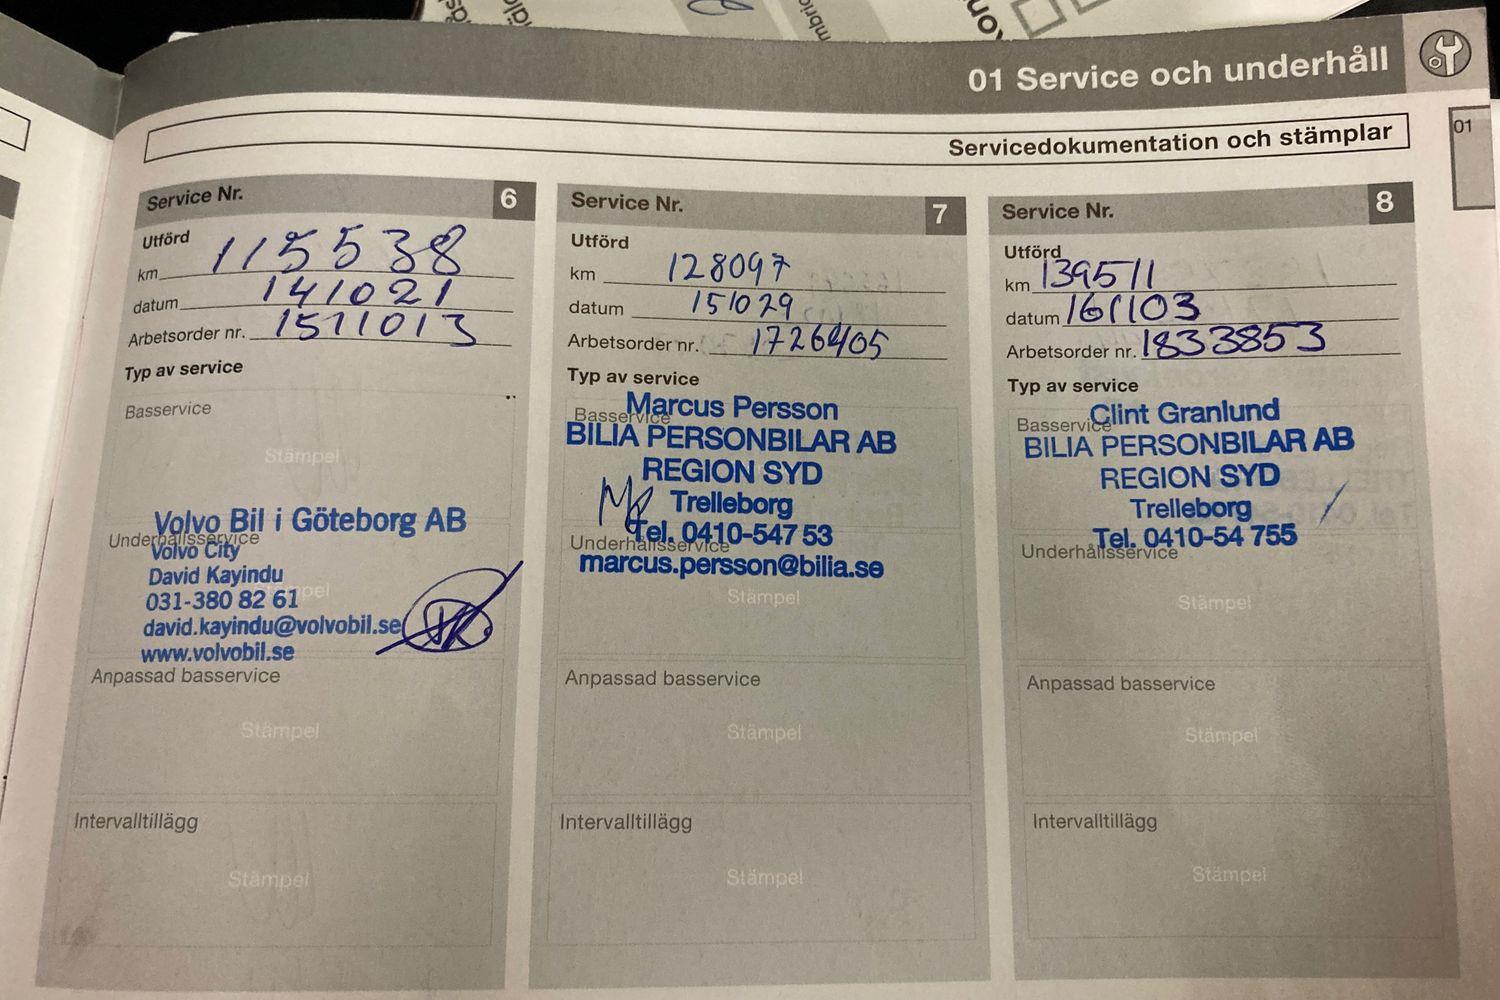 01 Service och underhåll
01
Servicedokumentation och stämplar
Service Nr. 6
Utförd
km 115538
datum 141021
Arbetsorder nr. 1511013
Typ av service
Basservice
Stämpel
Volvo Bil i Göteborg AB
Underhållsservice
Volvo City
David Kayindu
Stämpel
031-380 82 61
david.kayindu@volvobil.se
www.volvobil.se
Anpassad basservice
Stämpel
Intervalltillägg
Stämpel
Service Nr. 7
Utförd
km 128097
datum 151029
Arbetsorder nr. 1726405
Typ av service
Marcus Persson
Basservice
BILIA PERSONBILAR AB
REGION SYD
Trelleborg
Tel. 0410-547 53
Underhållsservice
marcus.persson@bilia.se
Stämpel
Anpassad basservice
Stämpel
Intervalltillägg
Stämpel
Service Nr. 8
Utförd
km 139511
datum 161103
Arbetsorder nr. 1833853
Typ av service
Clint Granlund
Basservice
BILIA PERSONBILAR AB
REGION SYD
Trelleborg
Tel. 0410-54 755
Underhållsservice
Stämpel
Anpassad basservice
Stämpel
Intervalltillägg
Stämpel